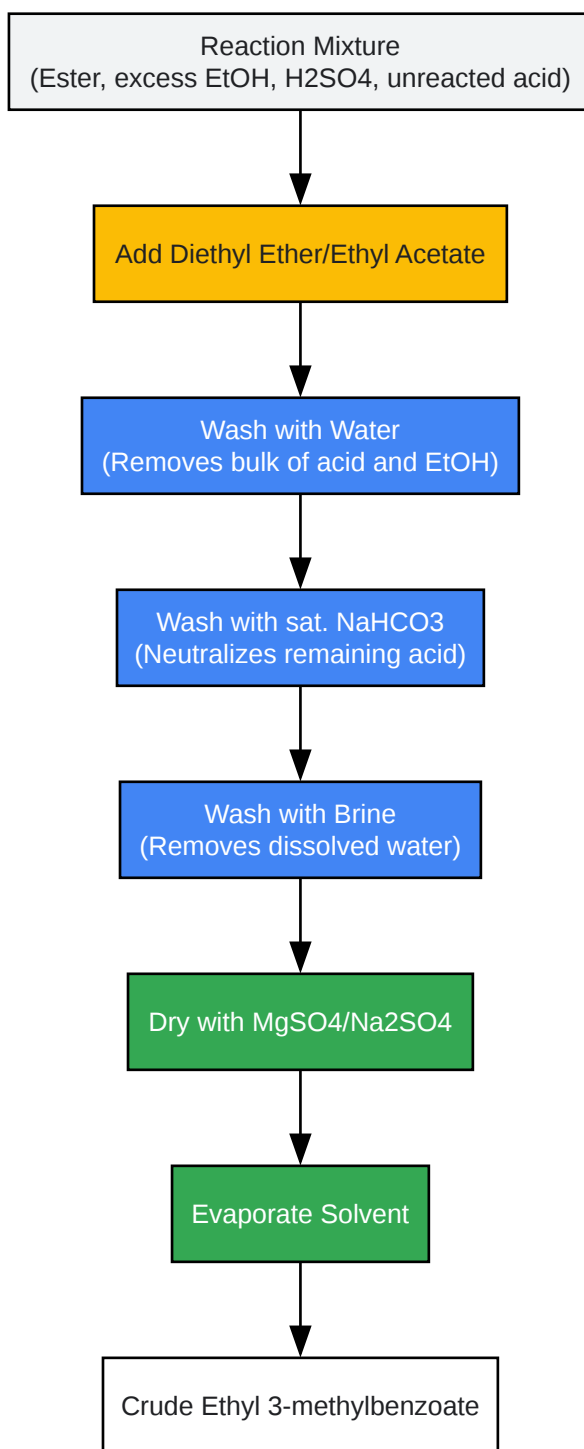 Reaction Mixture
(Ester, excess EtOH, H2SO4, unreacted acid)
Add Diethyl Ether/Ethyl Acetate
Wash with Water
(Removes bulk of acid and EtOH)
Wash with sat. NaHCO3
(Neutralizes remaining acid)
Wash with Brine
(Removes dissolved water)
Dry with MgSO4/Na2SO4
Evaporate Solvent
Crude Ethyl 3-methylbenzoate